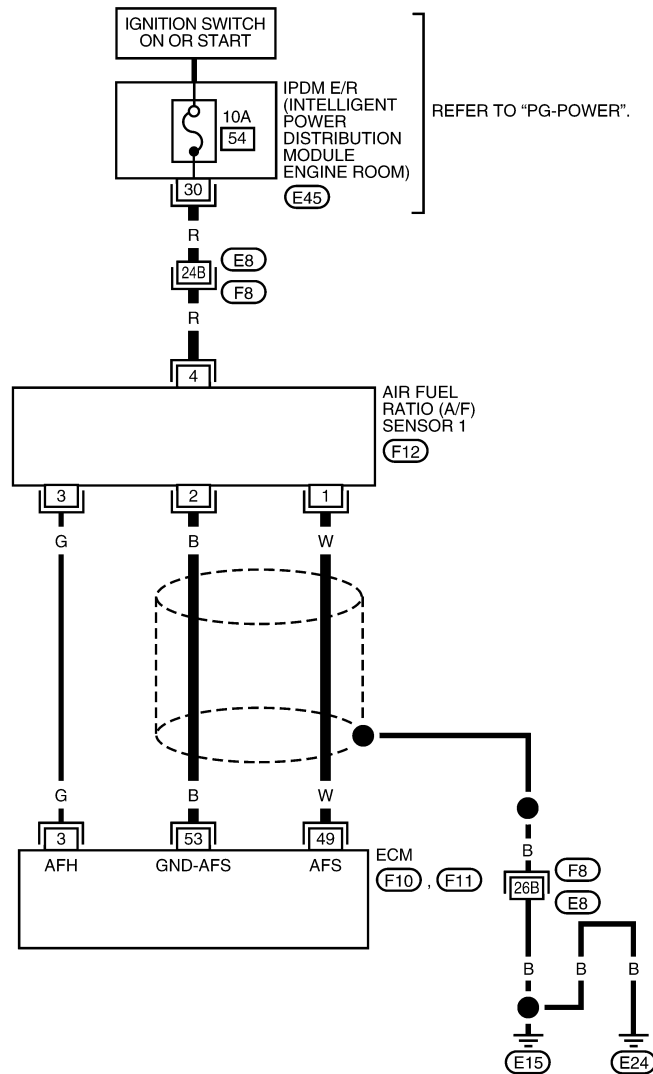 IGNITION SWITCH
ON OR START
IPDM E/R
(INTELLIGENT
POWER
DISTRIBUTION
MODULE
ENGINE ROOM)
REFER TO “PG-POWER”.
10A
54
30
E45
R
24B
E8
F8
R
4
AIR FUEL
RATIO (A/F)
SENSOR 1
F12
3 2 1
G B W
G B W
3 53 49
AFH GND-AFS AFS
ECM
F10 , F11
B
26B
F8
E8
B B B
E15 E24